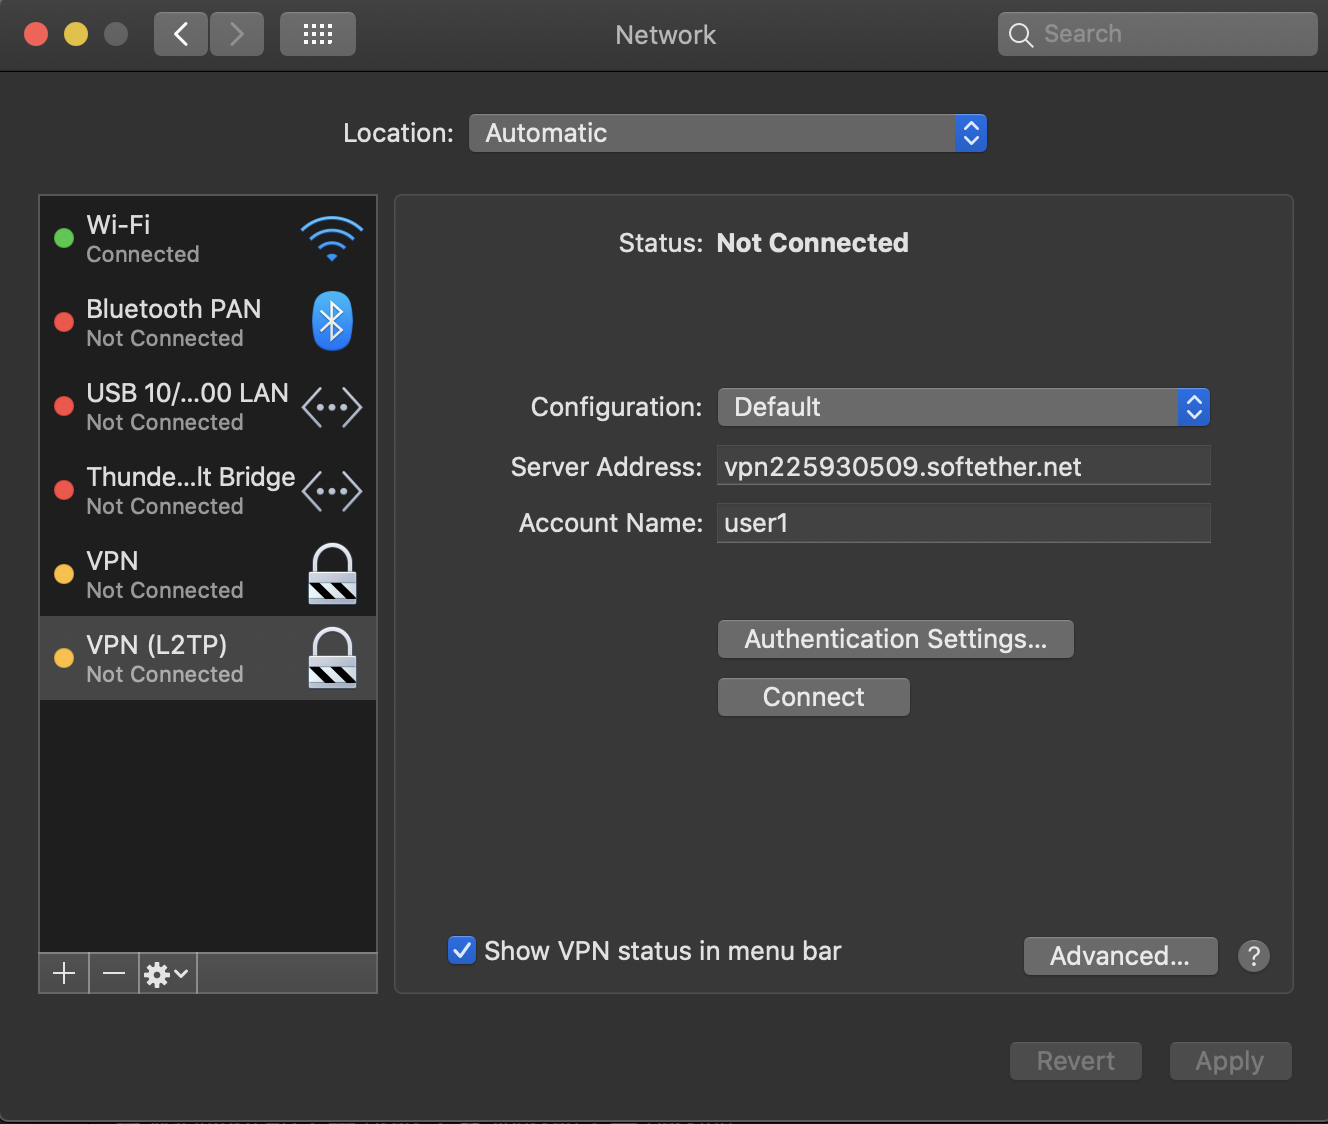 Network
Search
Location: Automatic
Wi-Fi
Connected
Bluetooth PAN
Not Connected
USB 10/...00 LAN
Not Connected
Thunde...lt Bridge
Not Connected
VPN
Not Connected
VPN (L2TP)
Not Connected
Status: Not Connected
Configuration: Default
Server Address: vpn225930509.softether.net
Account Name: user1
Authentication Settings...
Connect
Show VPN status in menu bar
Advanced...
?
Revert
Apply